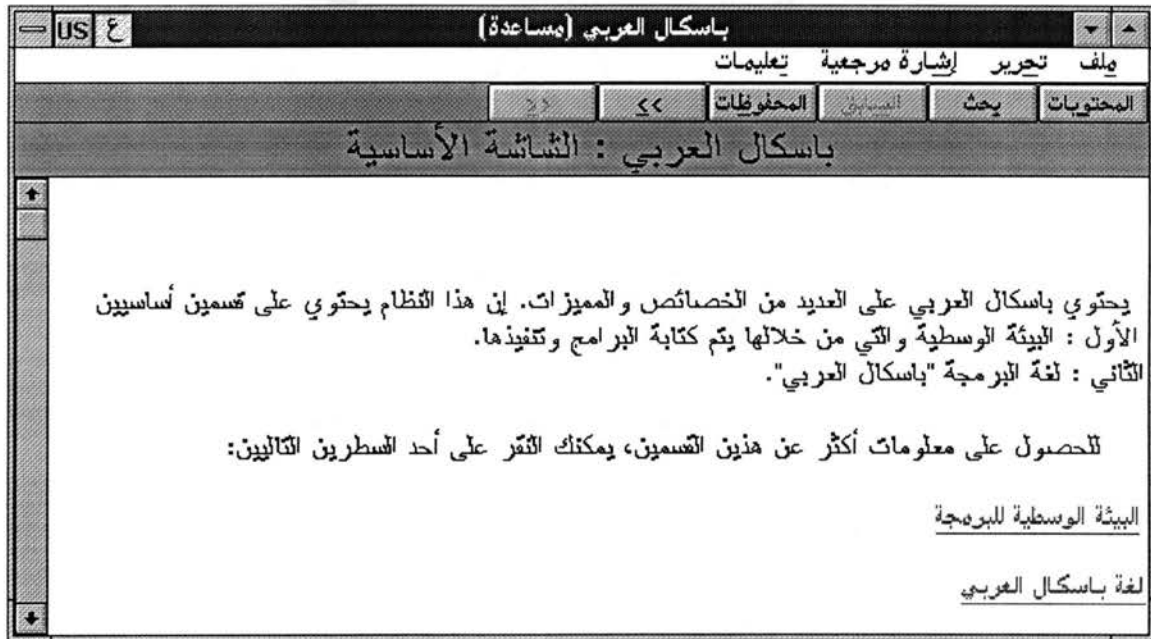 باسكال العربي (مساعدة) ع US
ملف تحرير إشارة مرجعية تعليمات
المحتويات بحث السابق المحفوظات >> <<
باسكال العربي : الشاشة الأساسية
يحتوي باسكال العربي على العديد من الخصائص والمميزات. إن هذا النظام يحتوي على قسمين أساسيين
الأول : البيئة الوسطية والتي من خلالها يتم كتابة البرامج وتنفيذها.
الثاني : لغة البرمجة "باسكال العربي".
للحصول على معلومات أكثر عن هذين القسمين، يمكنك النقر على أحد السطرين التاليين:
البيئة الوسطية للبرمجة
لغة باسكال العربي